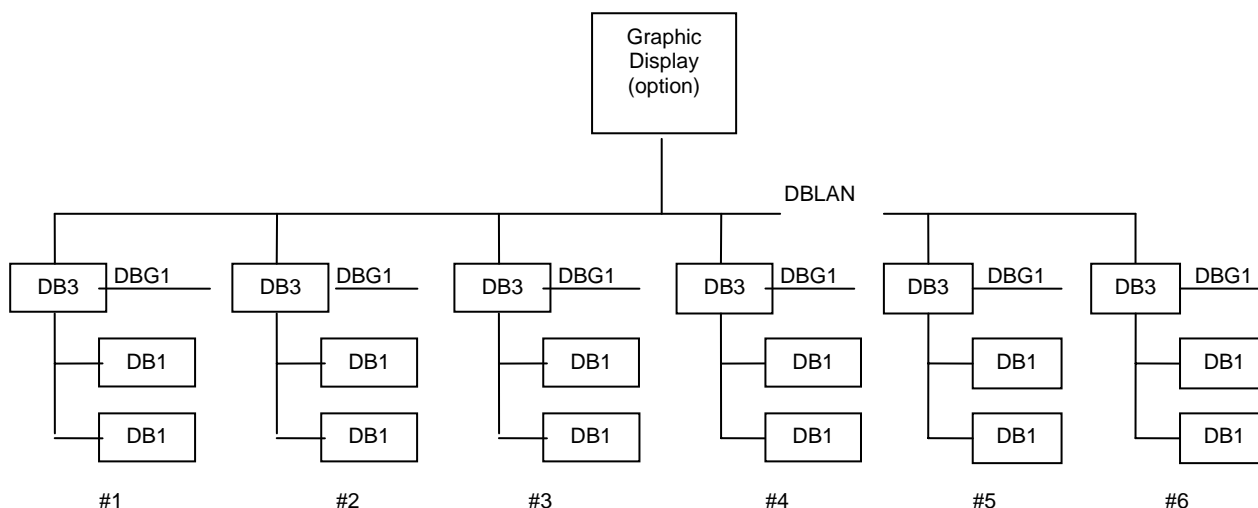 Graphic
Display
(option)
DBLAN
DB3 DBG1 DB3 DBG1 DB3 DBG1 DB3 DBG1 DB3 DBG1 DB3 DBG1
DB1 DB1 DB1 DB1 DB1 DB1
DB1 DB1 DB1 DB1 DB1 DB1
#1 #2 #3 #4 #5 #6